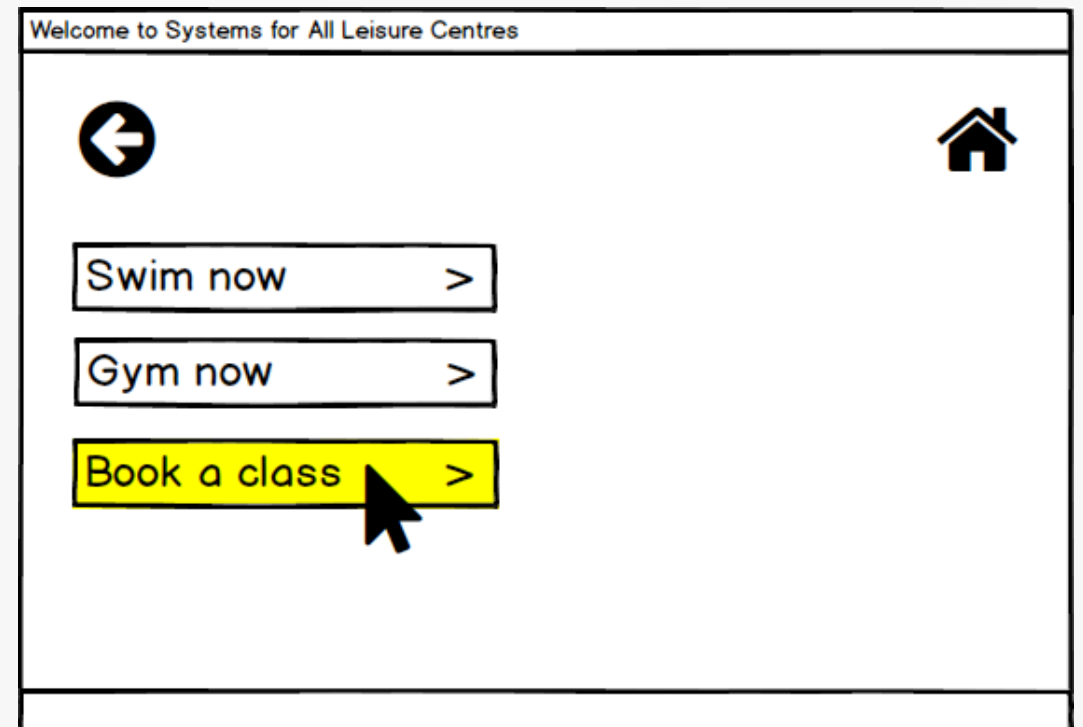 Welcome to Systems for All Leisure Centres
Swim now >
Gym now >
Book a class >